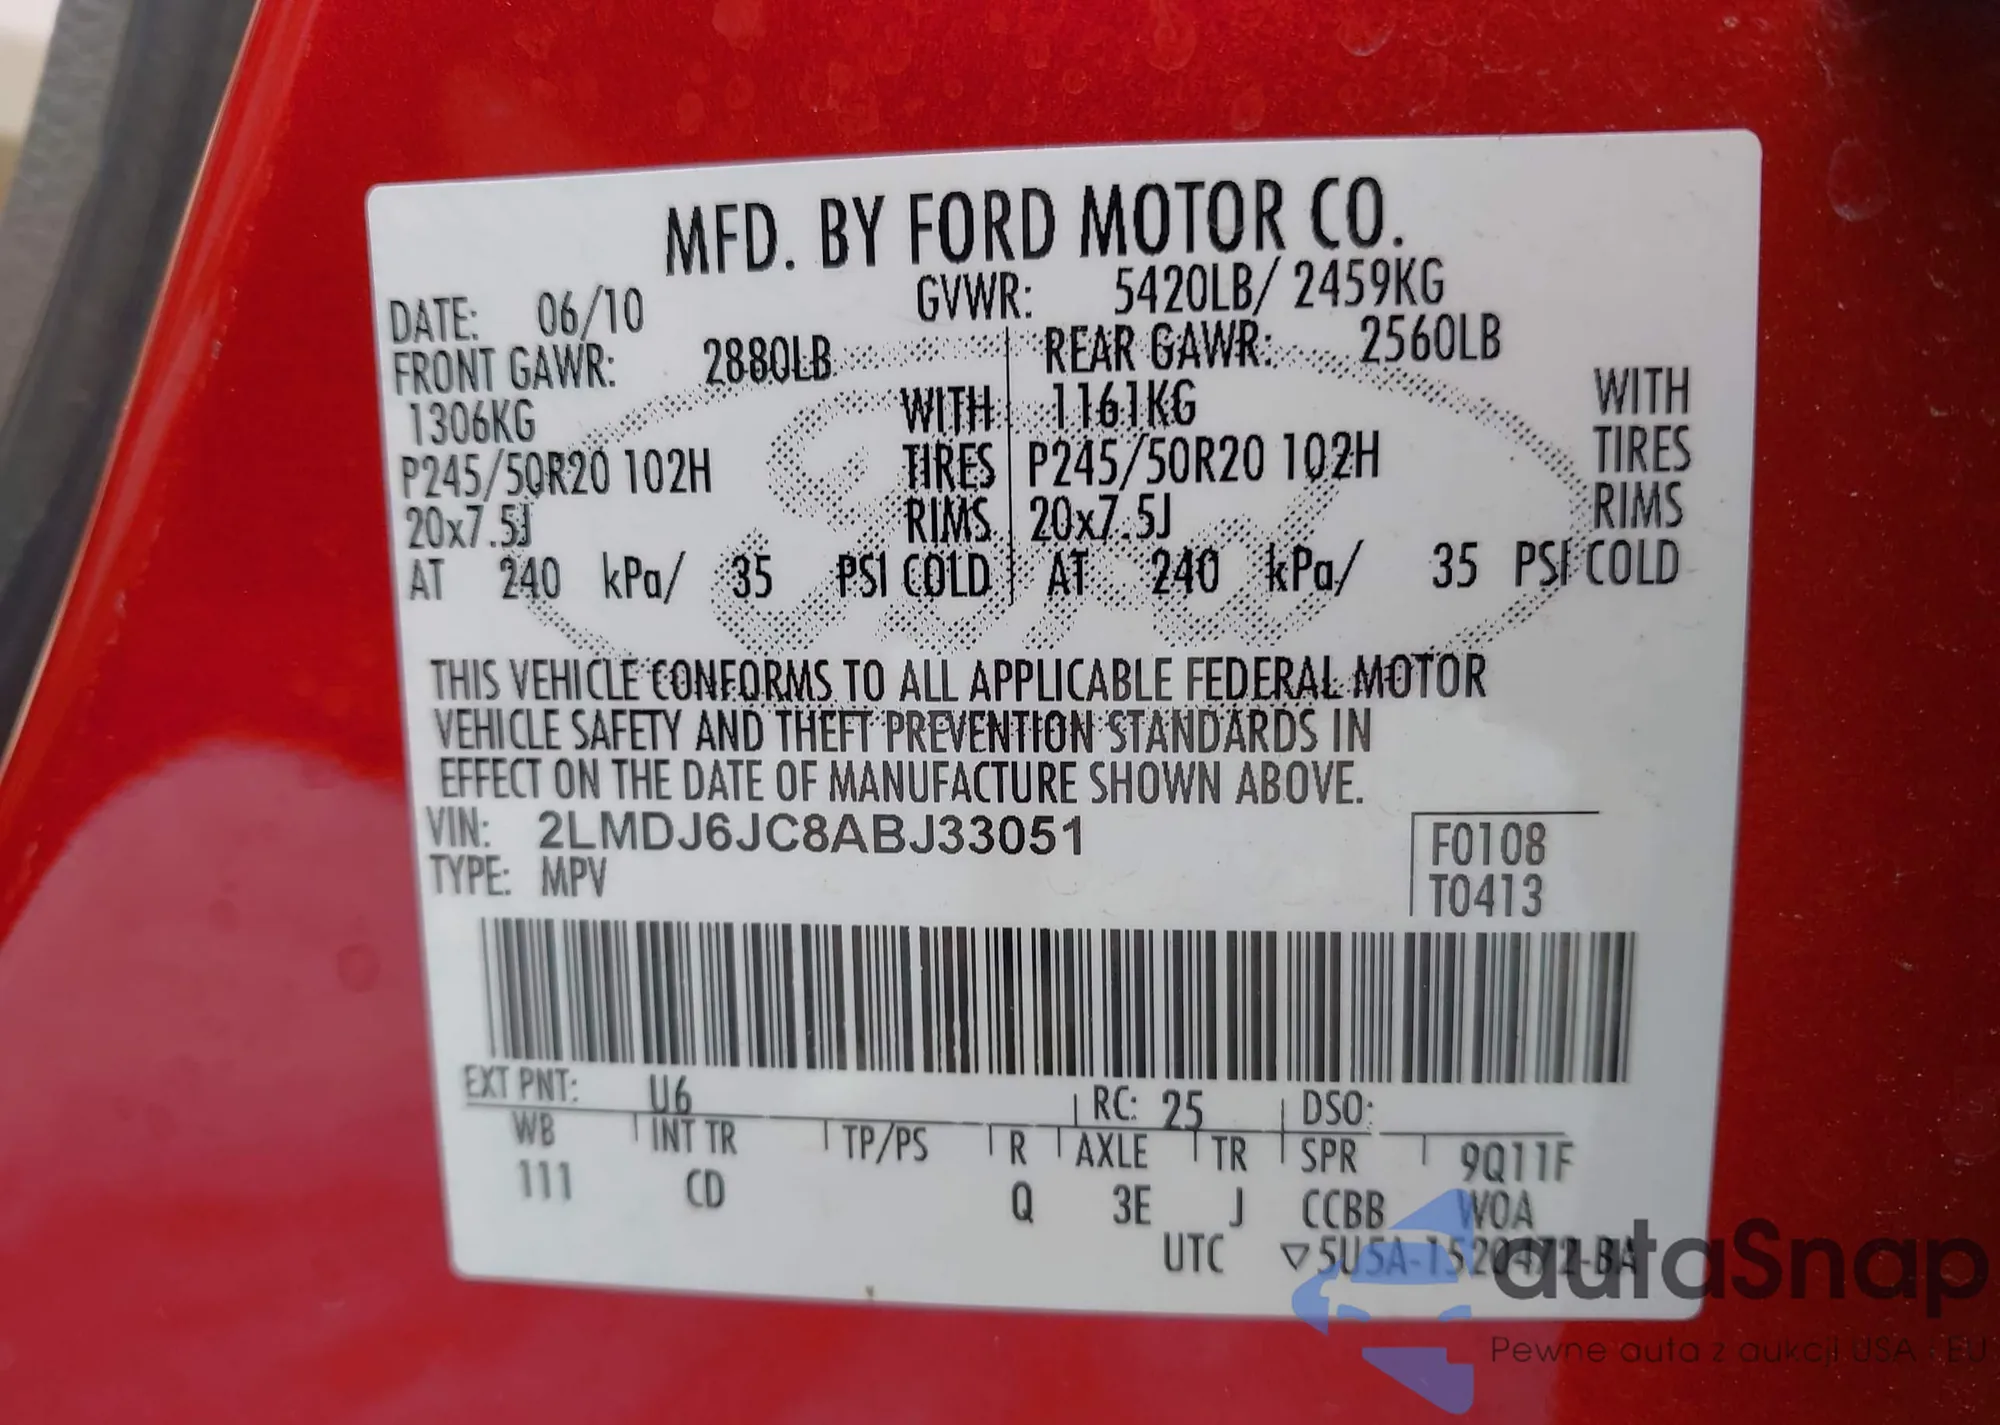 MFD. BY FORD MOTOR CO.
DATE: 06/10 GVWR: 5420LB/ 2459KG
FRONT GAWR: 2880LB REAR GAWR: 2560LB
1306KG WITH 1161KG WITH
P245/50R20 102H TIRES P245/50R20 102H TIRES
20x7.5J RIMS 20x7.5J RIMS
AT 240 kPa/ 35 PSI COLD AT 240 kPa/ 35 PSI COLD
THIS VEHICLE CONFORMS TO ALL APPLICABLE FEDERAL MOTOR
VEHICLE SAFETY AND THEFT PREVENTION STANDARDS IN
EFFECT ON THE DATE OF MANUFACTURE SHOWN ABOVE.
VIN: 2LMDJ6JC8ABJ33051 F0108
TYPE: MPV T0413
EXT PNT: U6 RC: 25 DSO:
WB INT TR TP/PS R AXLE TR SPR 9Q11F
111 CD Q 3E J CCBB WOA
UTC ▽5U5A-1520472-BA
autaSnap
Pewne auta z aukcji USA i EU